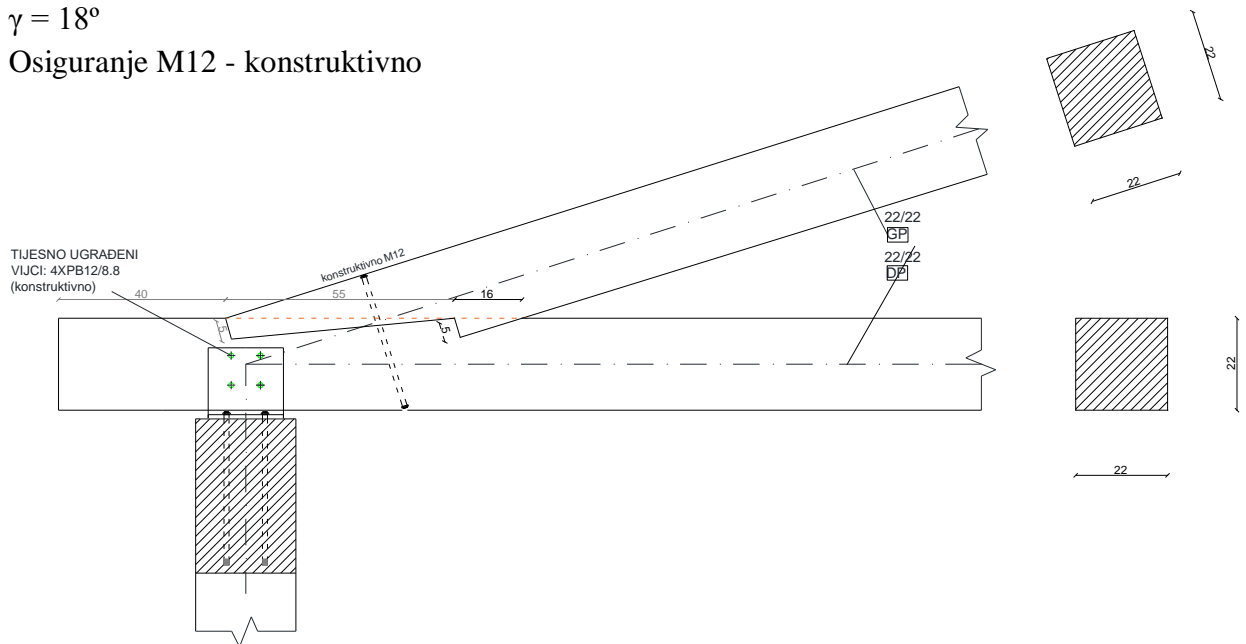 γ = 18º
Osiguranje M12 - konstruktivno
22
22
22/22
GP
22/22
DP
TIJESNO UGRAĐENI
VIJCI: 4XPB12/8.8
(konstruktivno)
konstruktivno M12
40
55
16
5
5
22
22